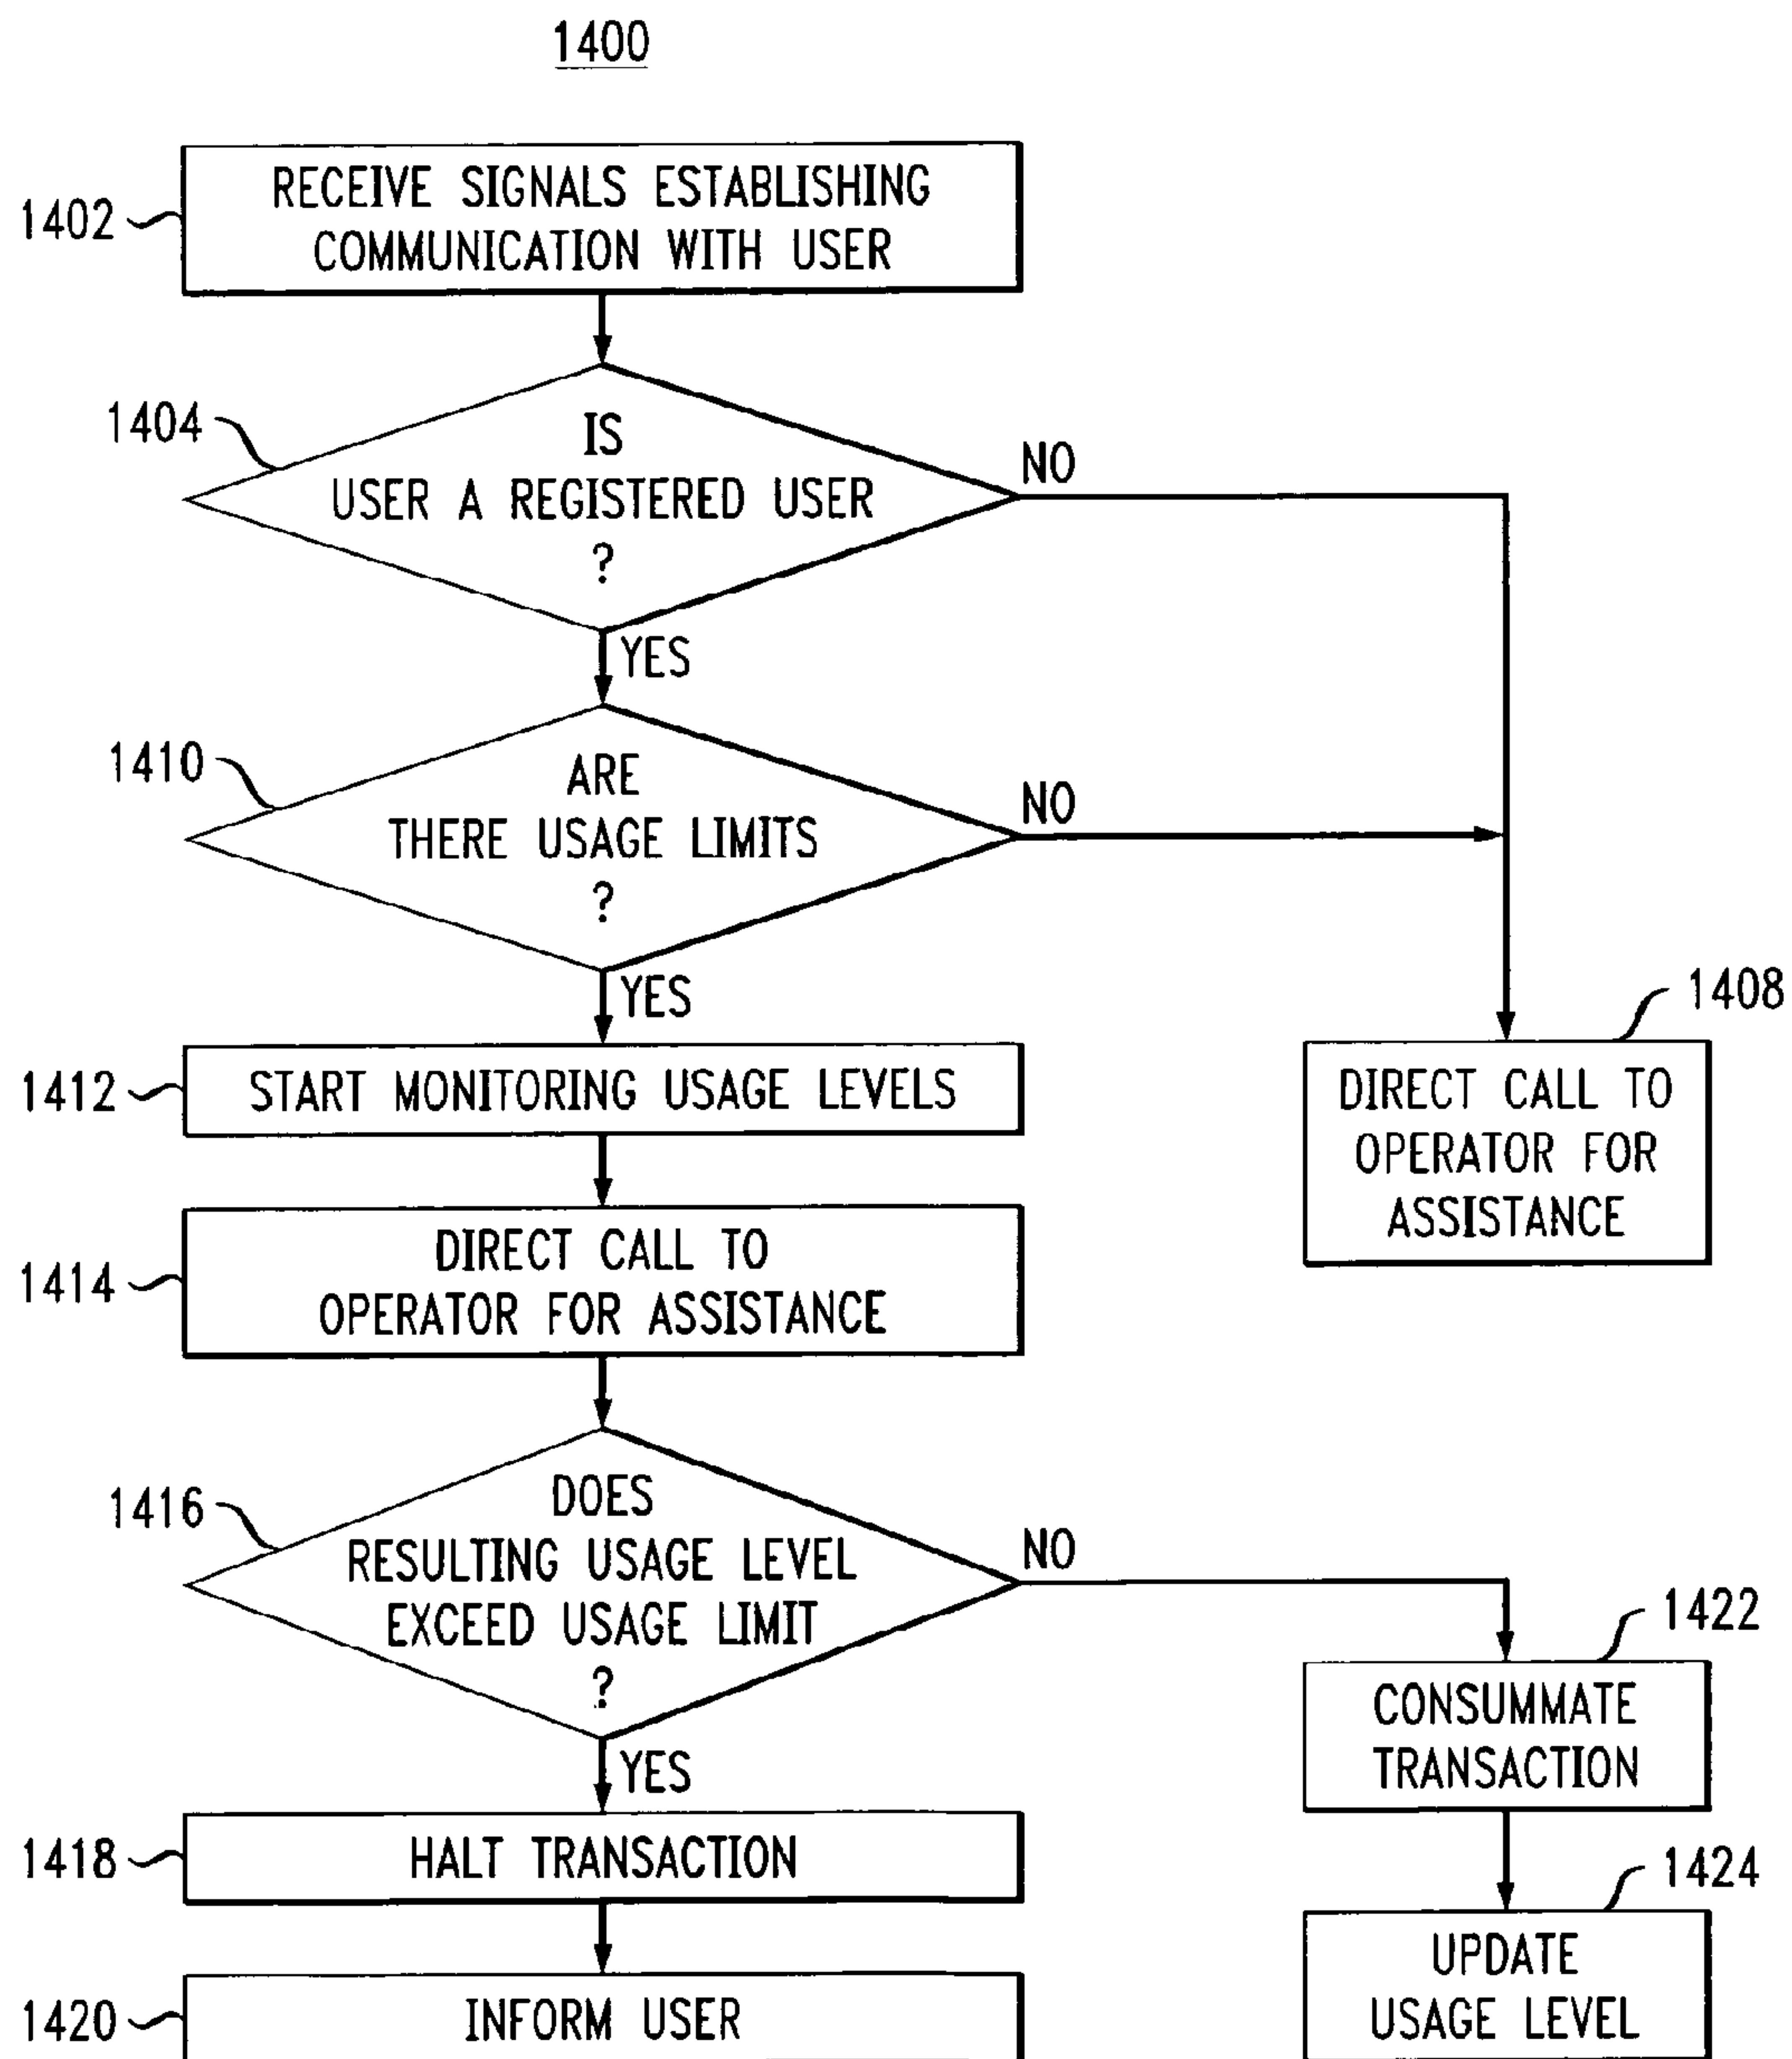 1400
1402
RECEIVE SIGNALS ESTABLISHING
COMMUNICATION WITH USER
1404
IS
USER A REGISTERED USER
?
NO
YES
1410
ARE
THERE USAGE LIMITS
?
NO
YES
1408
DIRECT CALL TO
OPERATOR FOR
ASSISTANCE
1412
START MONITORING USAGE LEVELS
1414
DIRECT CALL TO
OPERATOR FOR ASSISTANCE
1416
DOES
RESULTING USAGE LEVEL
EXCEED USAGE LIMIT
?
NO
YES
1422
CONSUMMATE
TRANSACTION
1418
HALT TRANSACTION
1424
UPDATE
USAGE LEVEL
1420
INFORM USER